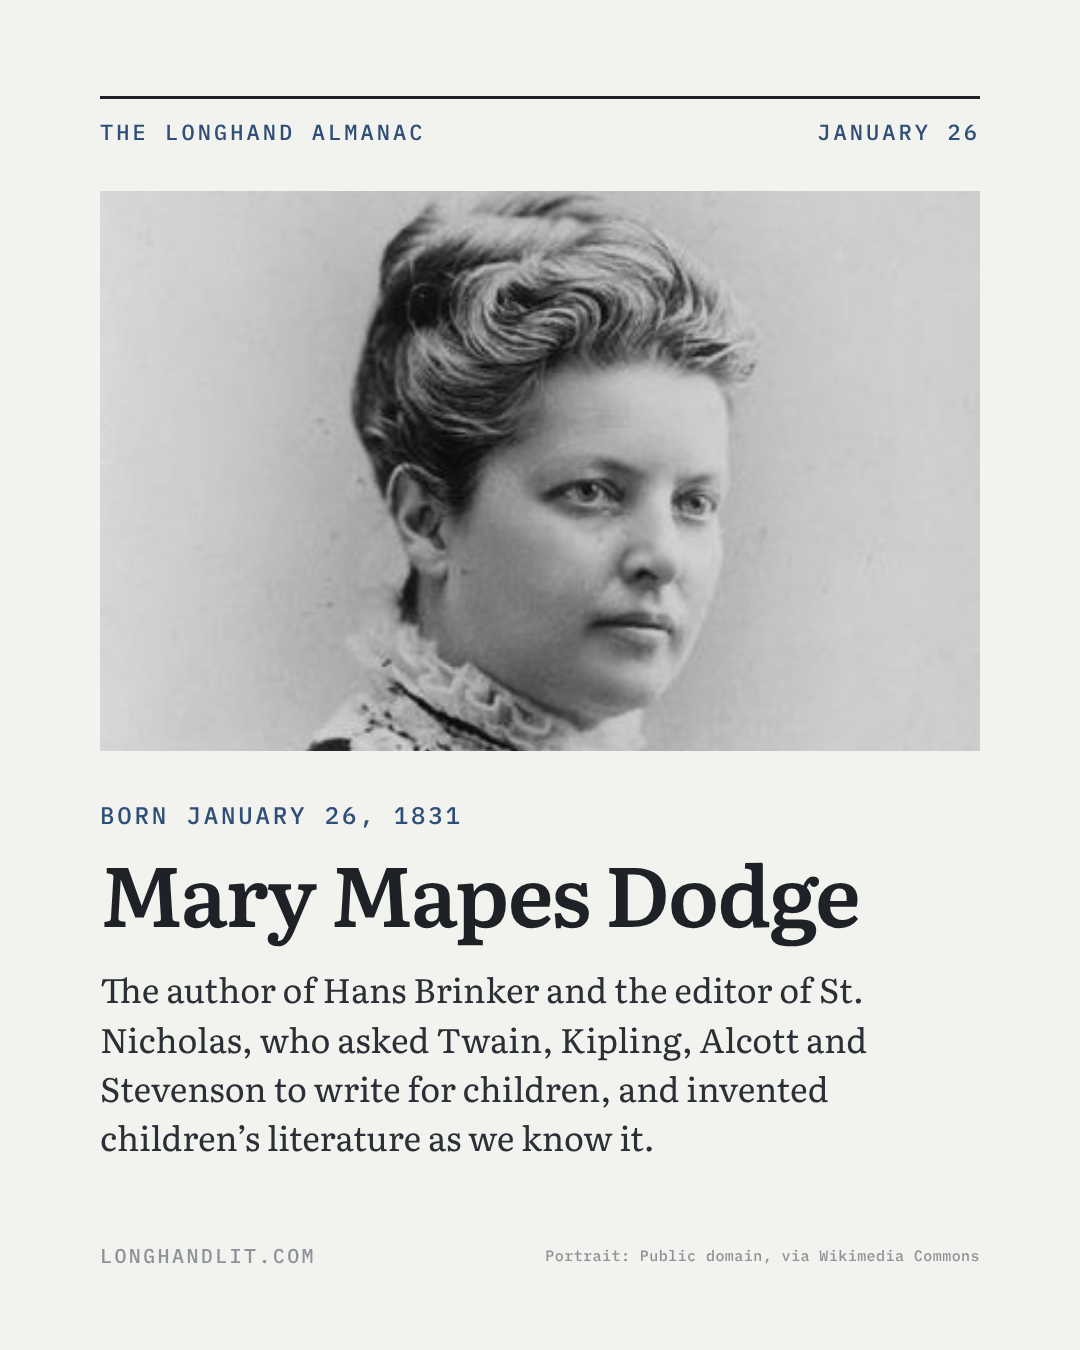 THE LONGHAND ALMANAC
JANUARY 26
BORN JANUARY 26, 1831
Mary Mapes Dodge
The author of Hans Brinker and the editor of St.
Nicholas, who asked Twain, Kipling, Alcott and
Stevenson to write for children, and invented
children’s literature as we know it.
LONGHANDLIT.COM
Portrait: Public domain, via Wikimedia Commons